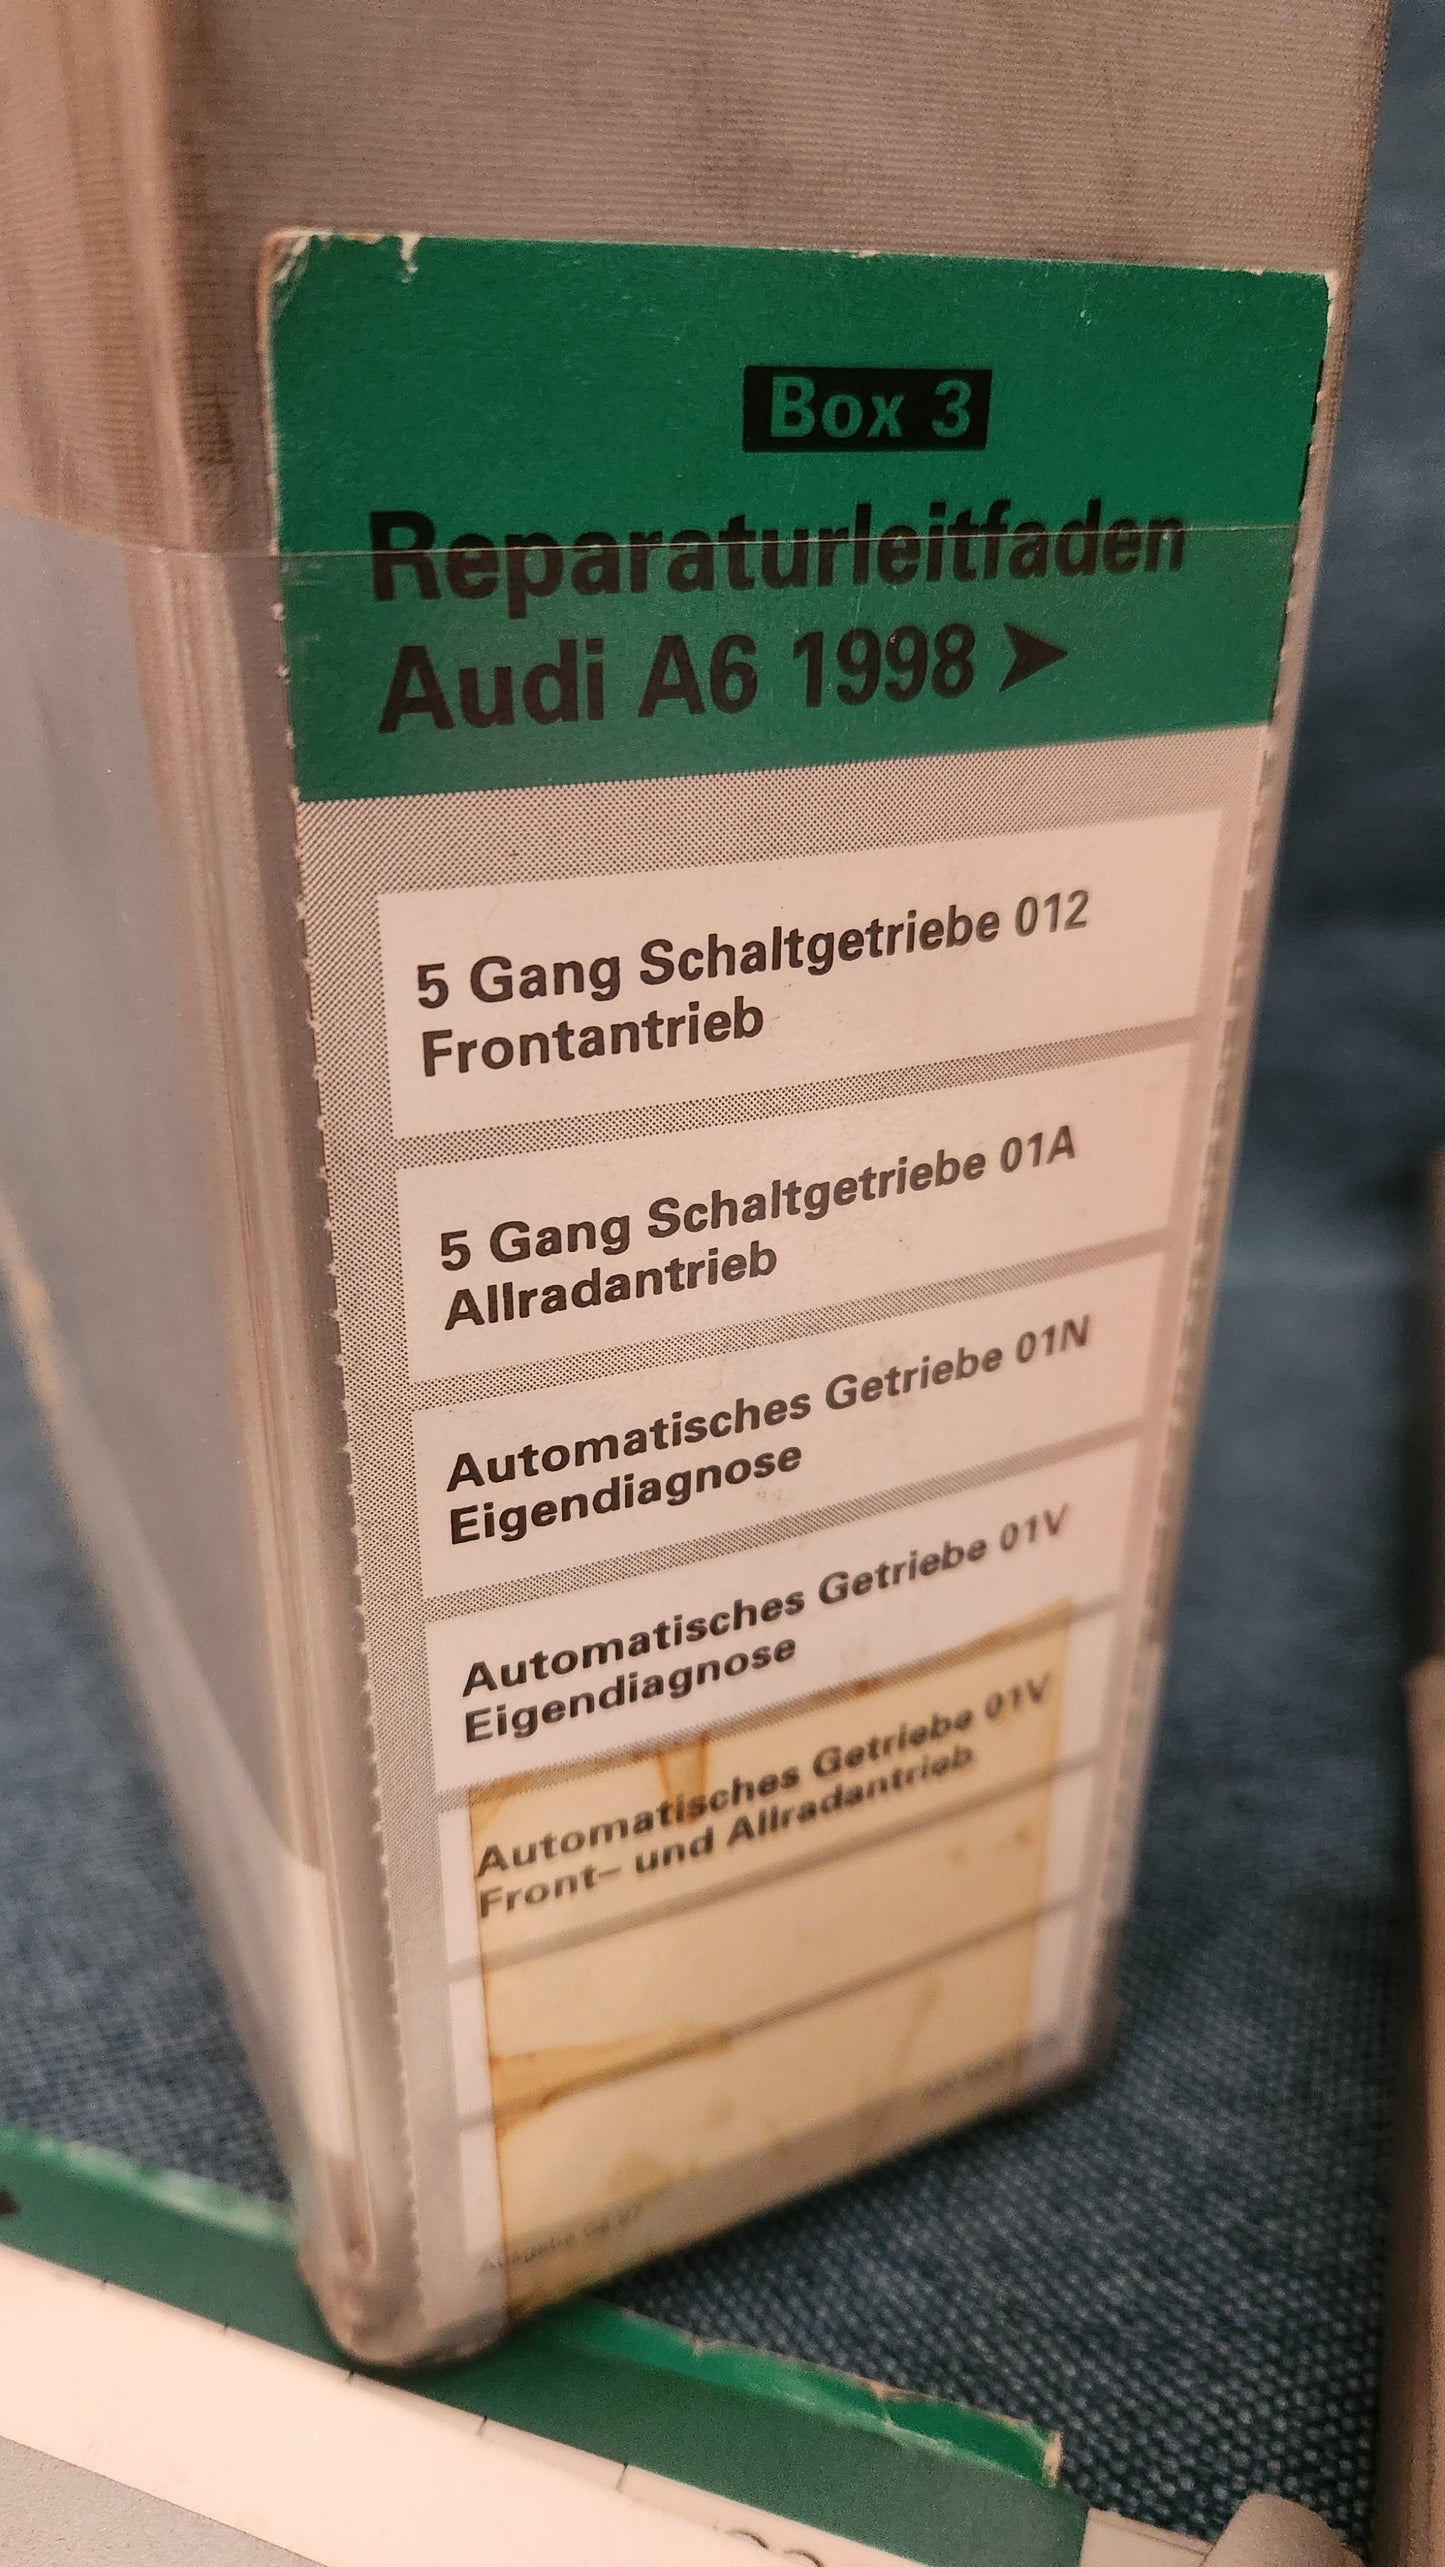 Box 3
Reparaturleitfaden
Audi A6 1998 ➤
5 Gang Schaltgetriebe 012
Frontantrieb
5 Gang Schaltgetriebe 01A
Allradantrieb
Automatisches Getriebe 01N
Eigendiagnose
Automatisches Getriebe 01V
Eigendiagnose
Automatisches Getriebe 01V
Front- und Allradantrieb
Ausgabe